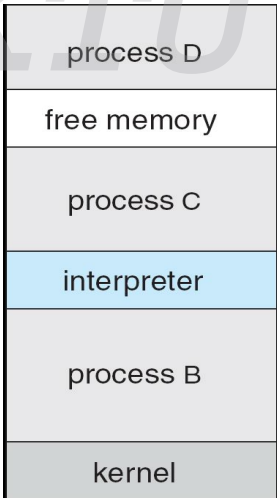 process D
free memory
process C
interpreter
process B
kernel